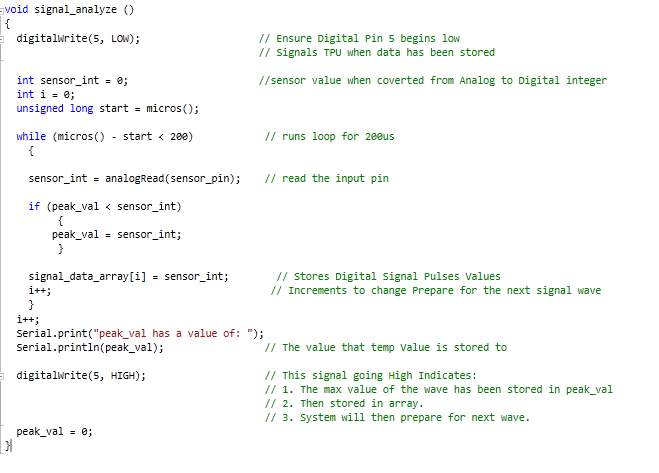 void signal_analyze ()
{
digitalWrite(5, LOW); // Ensure Digital Pin 5 begins low
// Signals TPU when data has been stored
int sensor_int = 0; //sensor value when coverted from Analog to Digital integer
int i = 0;
unsigned long start = micros();
while (micros() - start < 200) // runs loop for 200us
{
sensor_int = analogRead(sensor_pin); // read the input pin
if (peak_val < sensor_int)
{
peak_val = sensor_int;
}
signal_data_array[i] = sensor_int; // Stores Digital Signal Pulses Values
i++; // Increments to change Prepare for the next signal wave
}
i++;
Serial.print("peak_val has a value of: ");
Serial.println(peak_val); // The value that temp Value is stored to
digitalWrite(5, HIGH); // This signal going High Indicates:
// 1. The max value of the wave has been stored in peak_val
// 2. Then stored in array.
// 3. System will then prepare for next wave.
peak_val = 0;
}